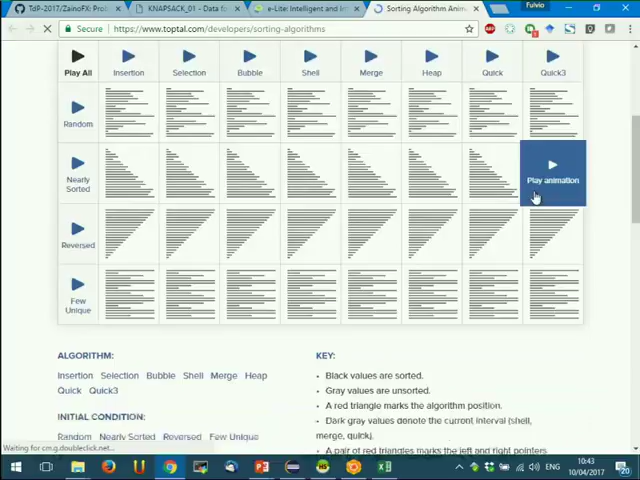 TdP-2017/ZainoFX: Prob
KNAPSACK_01 - Data for
e-Lite: Intelligent and In
Sorting Algorithm Anim
Fulvio
Secure
https://www.toptal.com/developers/sorting-algorithms
Play All
Insertion
Selection
Bubble
Shell
Merge
Heap
Quick
Quick3
Random
Nearly
Sorted
Play animation
Reversed
Few
Unique
ALGORITHM:
Insertion Selection Bubble Shell Merge Heap
Quick Quick3
INITIAL CONDITION:
Random Nearly Sorted Reversed Few Unique
KEY:
• Black values are sorted.
• Gray values are unsorted.
• A red triangle marks the algorithm position.
• Dark gray values denote the current interval (shell,
merge, quick).
• A pair of red triangles marks the left and right pointers
Waiting for cm.g.doubleclick.net...
ENG
10:43
10/04/2017
20